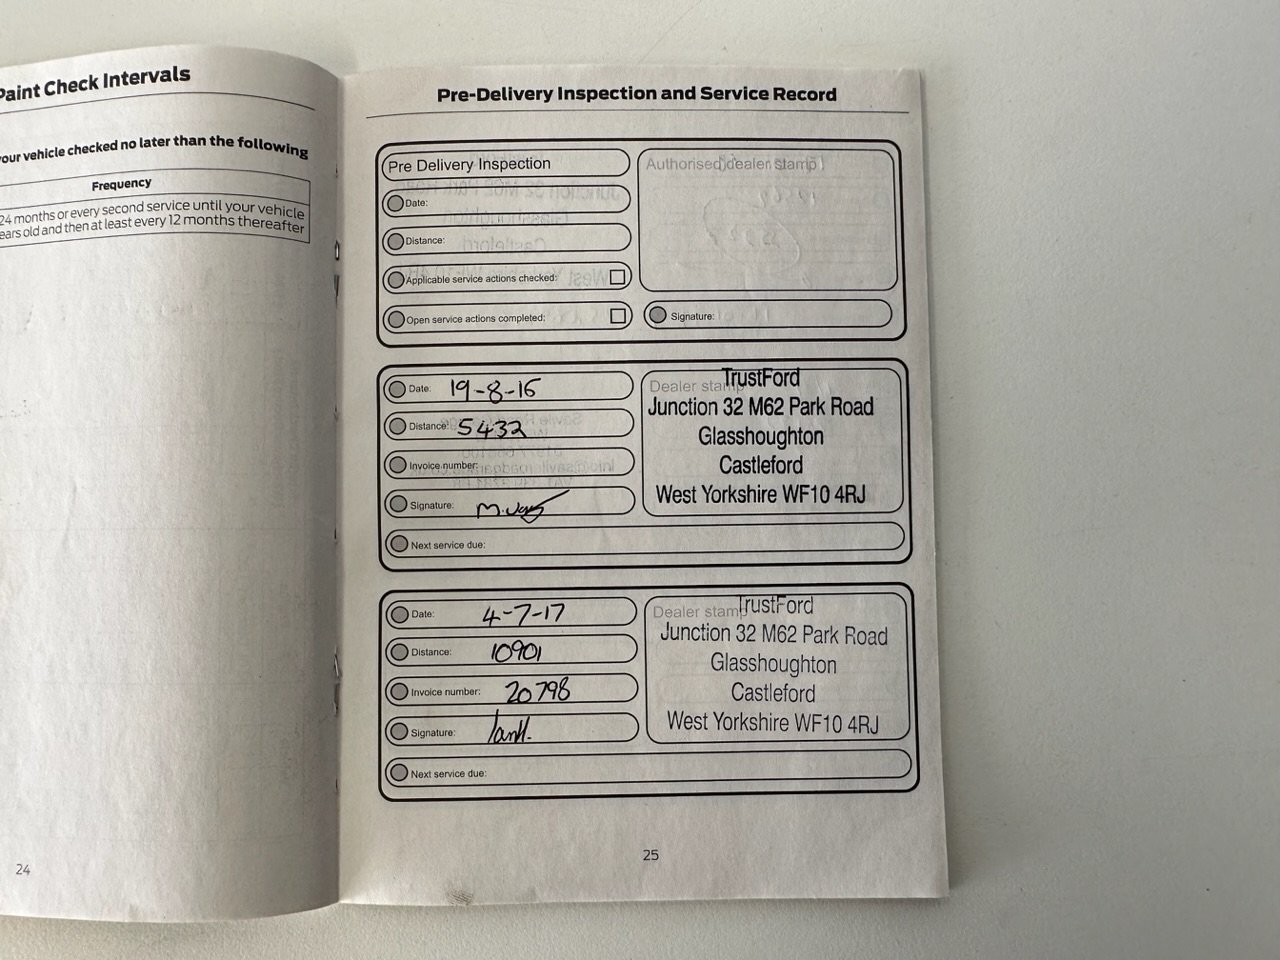 Paint Check Intervals
your vehicle checked no later than the following
Frequency
24 months or every second service until your vehicle
ears old and then at least every 12 months thereafter
24
Pre-Delivery Inspection and Service Record
Pre Delivery Inspection
Date:
Distance:
Applicable service actions checked:
Open service actions completed:
Authorised dealer stamp
Signature:
Date: 19-8-16
Distance: 5432
Invoice number:
Signature:
Next service due:
Dealer stamp
TrustFord
Junction 32 M62 Park Road
Glasshoughton
Castleford
West Yorkshire WF10 4RJ
Date: 4-7-17
Distance: 10901
Invoice number: 20798
Signature:
Next service due:
Dealer stamp
TrustFord
Junction 32 M62 Park Road
Glasshoughton
Castleford
West Yorkshire WF10 4RJ
25